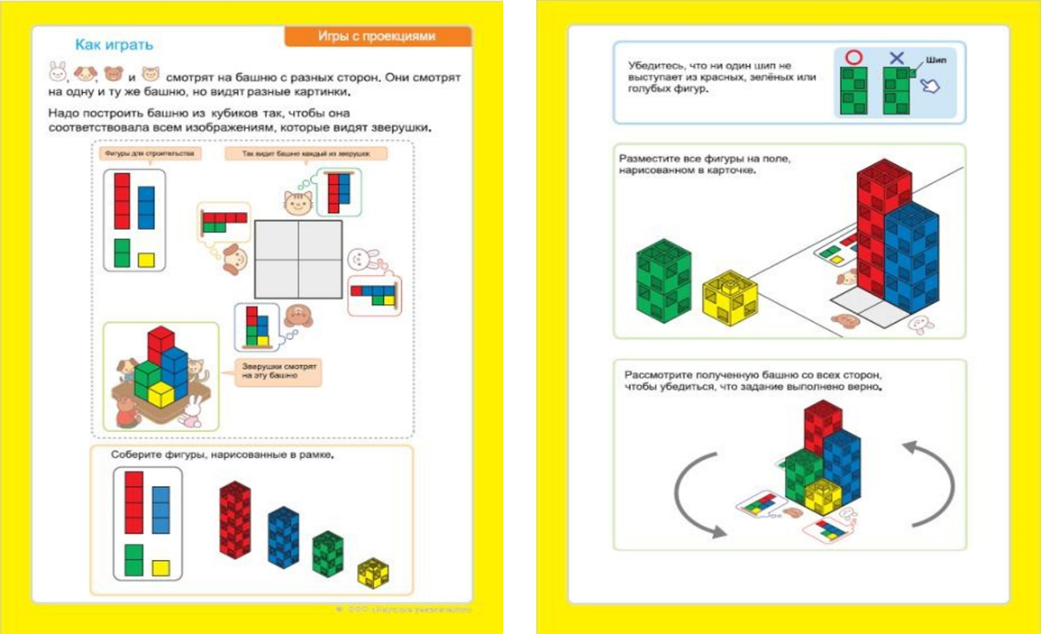 Игры с проекциями
Как играть
и смотрят на башню с разных сторон. Они смотрят
на одну и ту же башню, но видят разные картинки.
Надо построить башню из кубиков так, чтобы она
соответствовала всем изображениям, которые видят зверушки.
Фигуры для строительства
Так видит башню каждый из зверушек
Зверушки смотрят
на эту башню
Соберите фигуры, нарисованные в рамке.
Убедитесь, что ни один шип не
выступает из красных, зелёных или
голубых фигур.
Шип
Разместите все фигуры на поле,
нарисованном в карточке.
Рассмотрите полученную башню со всех сторон,
чтобы убедиться, что задание выполнено верно.